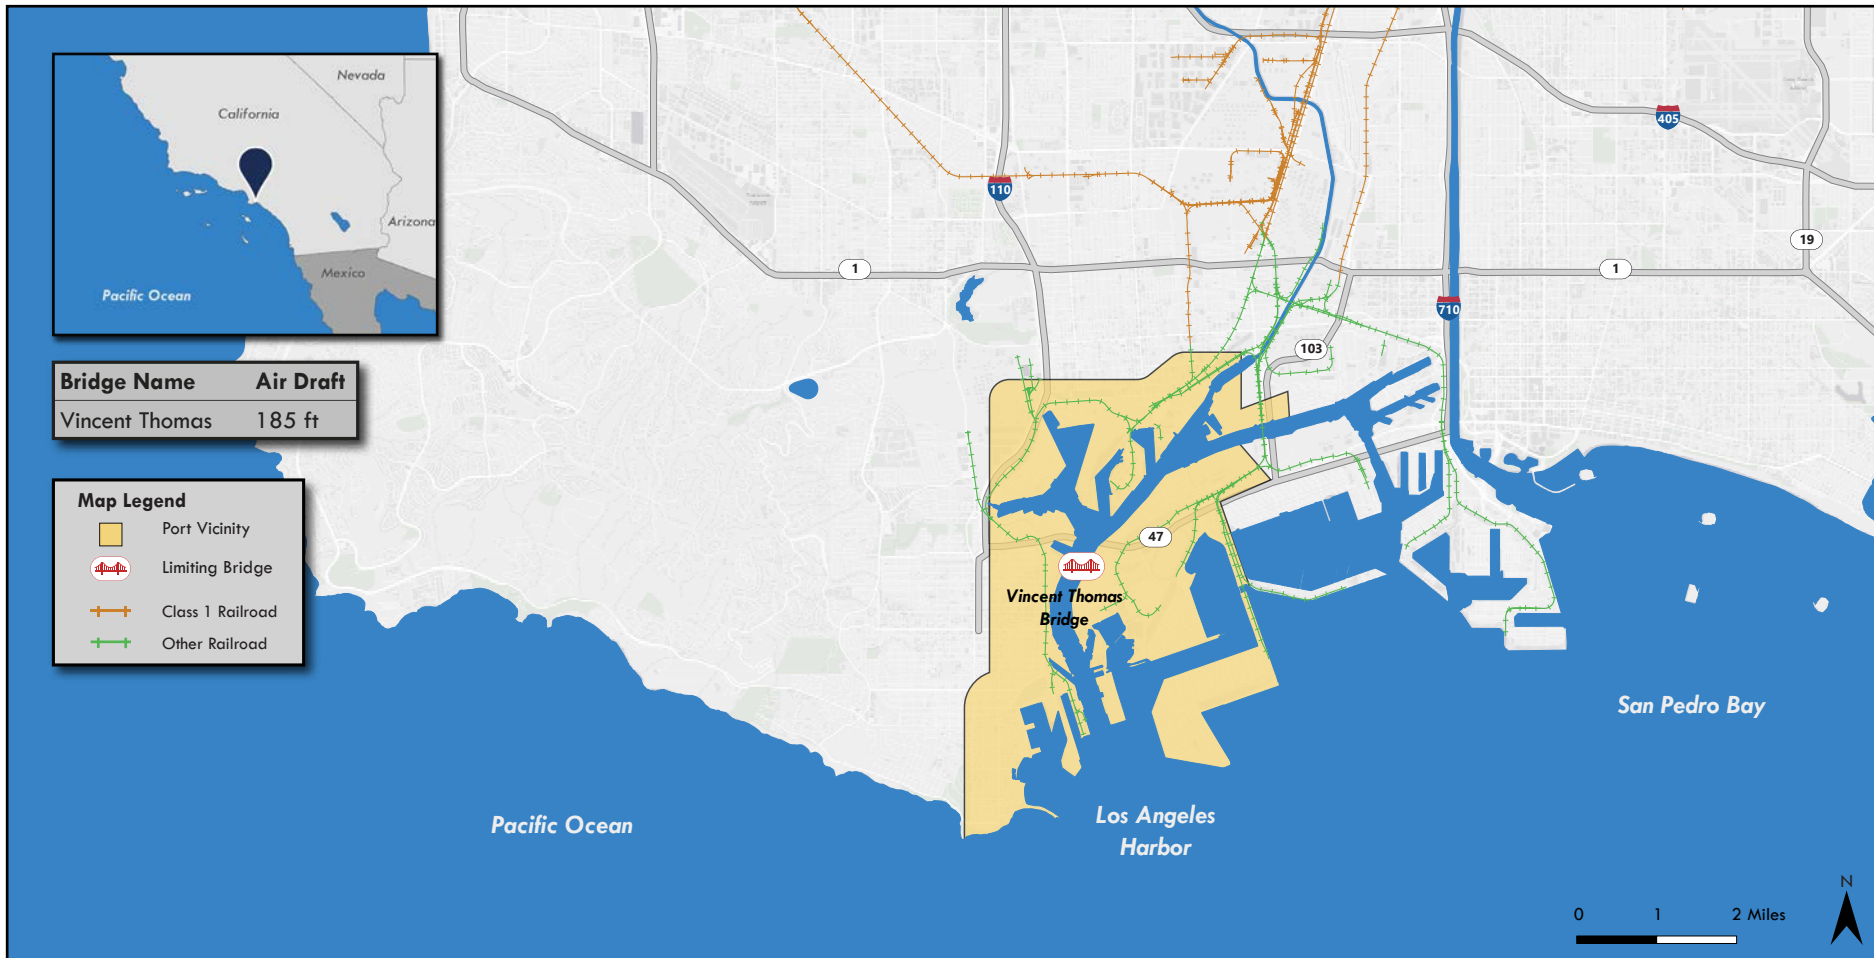 Nevada
California
Arizona
Mexico
Pacific Ocean
Bridge Name Air Draft
Vincent Thomas 185 ft
Map Legend
Port Vicinity
Limiting Bridge
Class 1 Railroad
Other Railroad
405
110
19
1
1
710
103
47
Vincent Thomas
Bridge
San Pedro Bay
Pacific Ocean
Los Angeles
Harbor
N
0 1 2 Miles